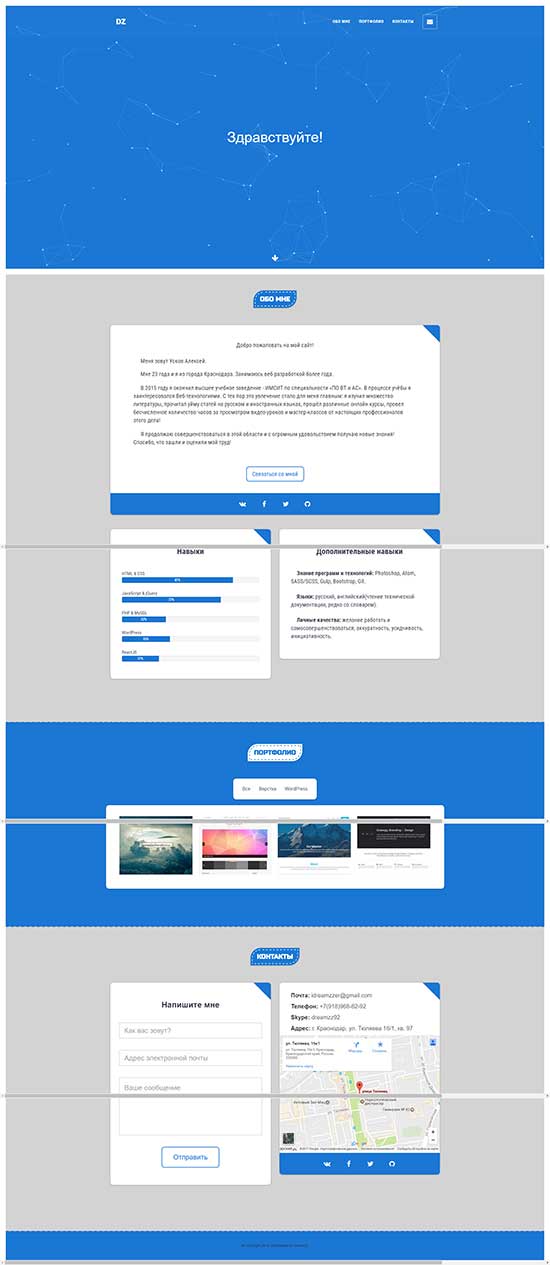 DZ
ОБО МНЕ ПОРТФОЛИО КОНТАКТЫ
Здравствуйте!
ОБО МНЕ
Добро пожаловать на мой сайт!
Меня зовут Усков Алексей.
Мне 23 года и я из города Краснодара. Занимаюсь веб разработкой более года.
В 2015 году я окончил высшее учебное заведение - ИМСИТ по специальности «ПО ВТ и АС». В процессе учёбы я
заинтересовался Веб-технологиями. С тех пор это увлечение стало для меня главным: я изучил множество
литературы, прочитал уйму статей на русском и иностранных языках, прошёл различные онлайн курсы, провел
бесчисленное количество часов за просмотром видео-уроков и мастер-классов от настоящих профессионалов
этого дела!
Я продолжаю совершенствоваться в этой области и с огромным удовольствием получаю новые знания!
Спасибо, что зашли и оценили мой труд!
Связаться со мной
Навыки
HTML & CSS
JavaScript & jQuery
PHP & MySQL
WordPress
React.JS
Дополнительные навыки
Знание программ и технологий: Photoshop, Atom,
SASS/SCSS, Gulp, Bootstrap, Git.
Языки: русский, английский(чтение технической
документации, редко со словарем).
Личные качества: желание работать и
самосовершенствоваться, аккуратность, усидчивость,
инициативность.
ПОРТФОЛИО
Все Верстка WordPress
КОНТАКТЫ
Напишите мне
Как вас зовут?
Адрес электронной почты
Ваше сообщение
Отправить
Почта: idreamzzer@gmail.com
Телефон: +7(918)968-62-92
Skype: dreamzz92
Адрес: г. Краснодар, ул. Тюляева 16/1, кв. 97
ул. Тюляева, 16к1